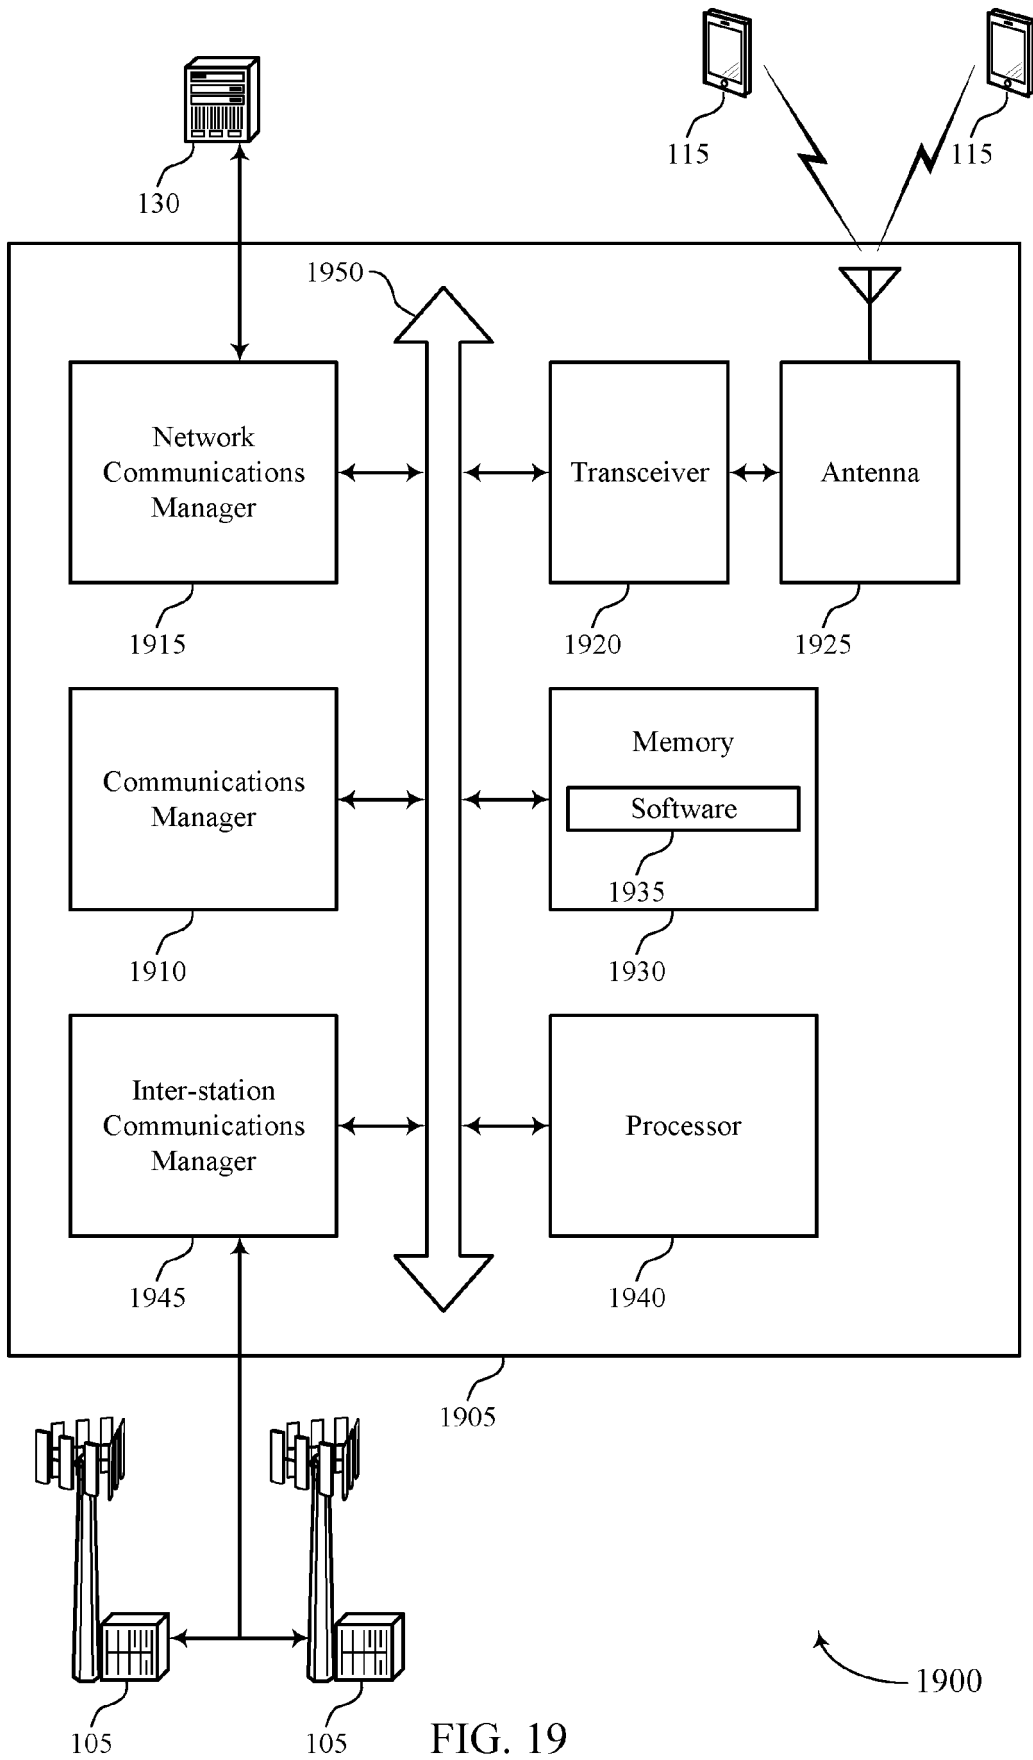 130
115
115
1950
Network
Communications
Manager
1915
Transceiver
1920
Antenna
1925
Communications
Manager
1910
Memory
Software
1935
1930
Inter-station
Communications
Manager
1945
Processor
1940
1905
105
105
1900
FIG. 19